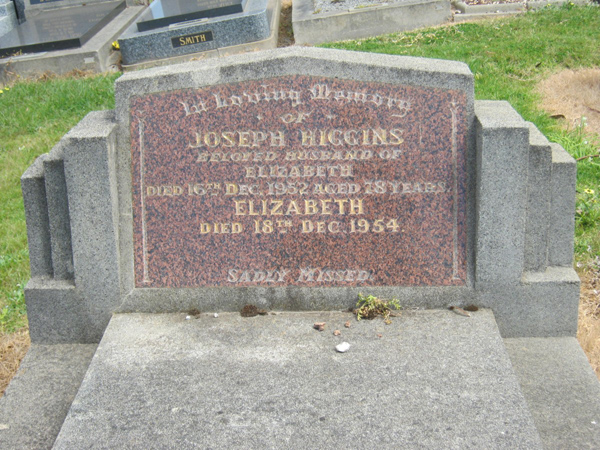 SMITH
In Loving Memory
OF
JOSEPH HIGGINS
BELOVED HUSBAND OF
ELIZABETH
DIED 16TH DEC. 1952 AGED 78 YEARS.
ELIZABETH
DIED 18TH DEC. 1954
SADLY MISSED.